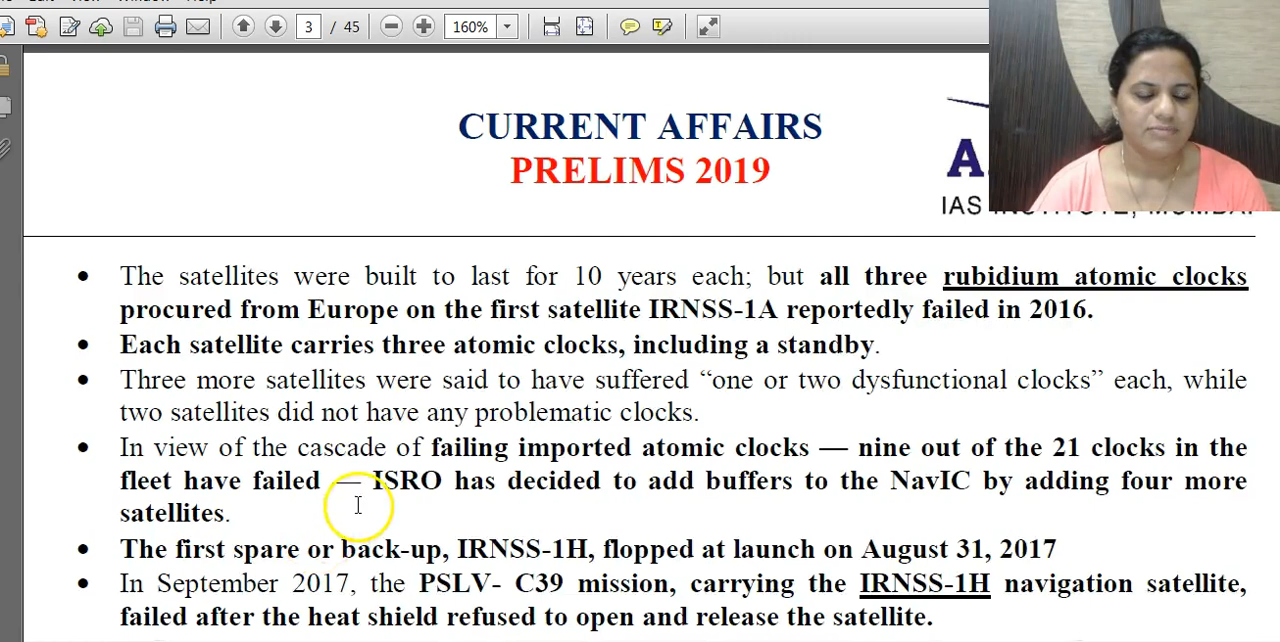 3 / 45
160%
CURRENT AFFAIRS
PRELIMS 2019
A
IAS
• The satellites were built to last for 10 years each; but all three rubidium atomic clocks
procured from Europe on the first satellite IRNSS-1A reportedly failed in 2016.
• Each satellite carries three atomic clocks, including a standby.
• Three more satellites were said to have suffered “one or two dysfunctional clocks” each, while
two satellites did not have any problematic clocks.
• In view of the cascade of failing imported atomic clocks — nine out of the 21 clocks in the
fleet have failed — ISRO has decided to add buffers to the NavIC by adding four more
satellites.
• The first spare or back-up, IRNSS-1H, flopped at launch on August 31, 2017
• In September 2017, the PSLV- C39 mission, carrying the IRNSS-1H navigation satellite,
failed after the heat shield refused to open and release the satellite.